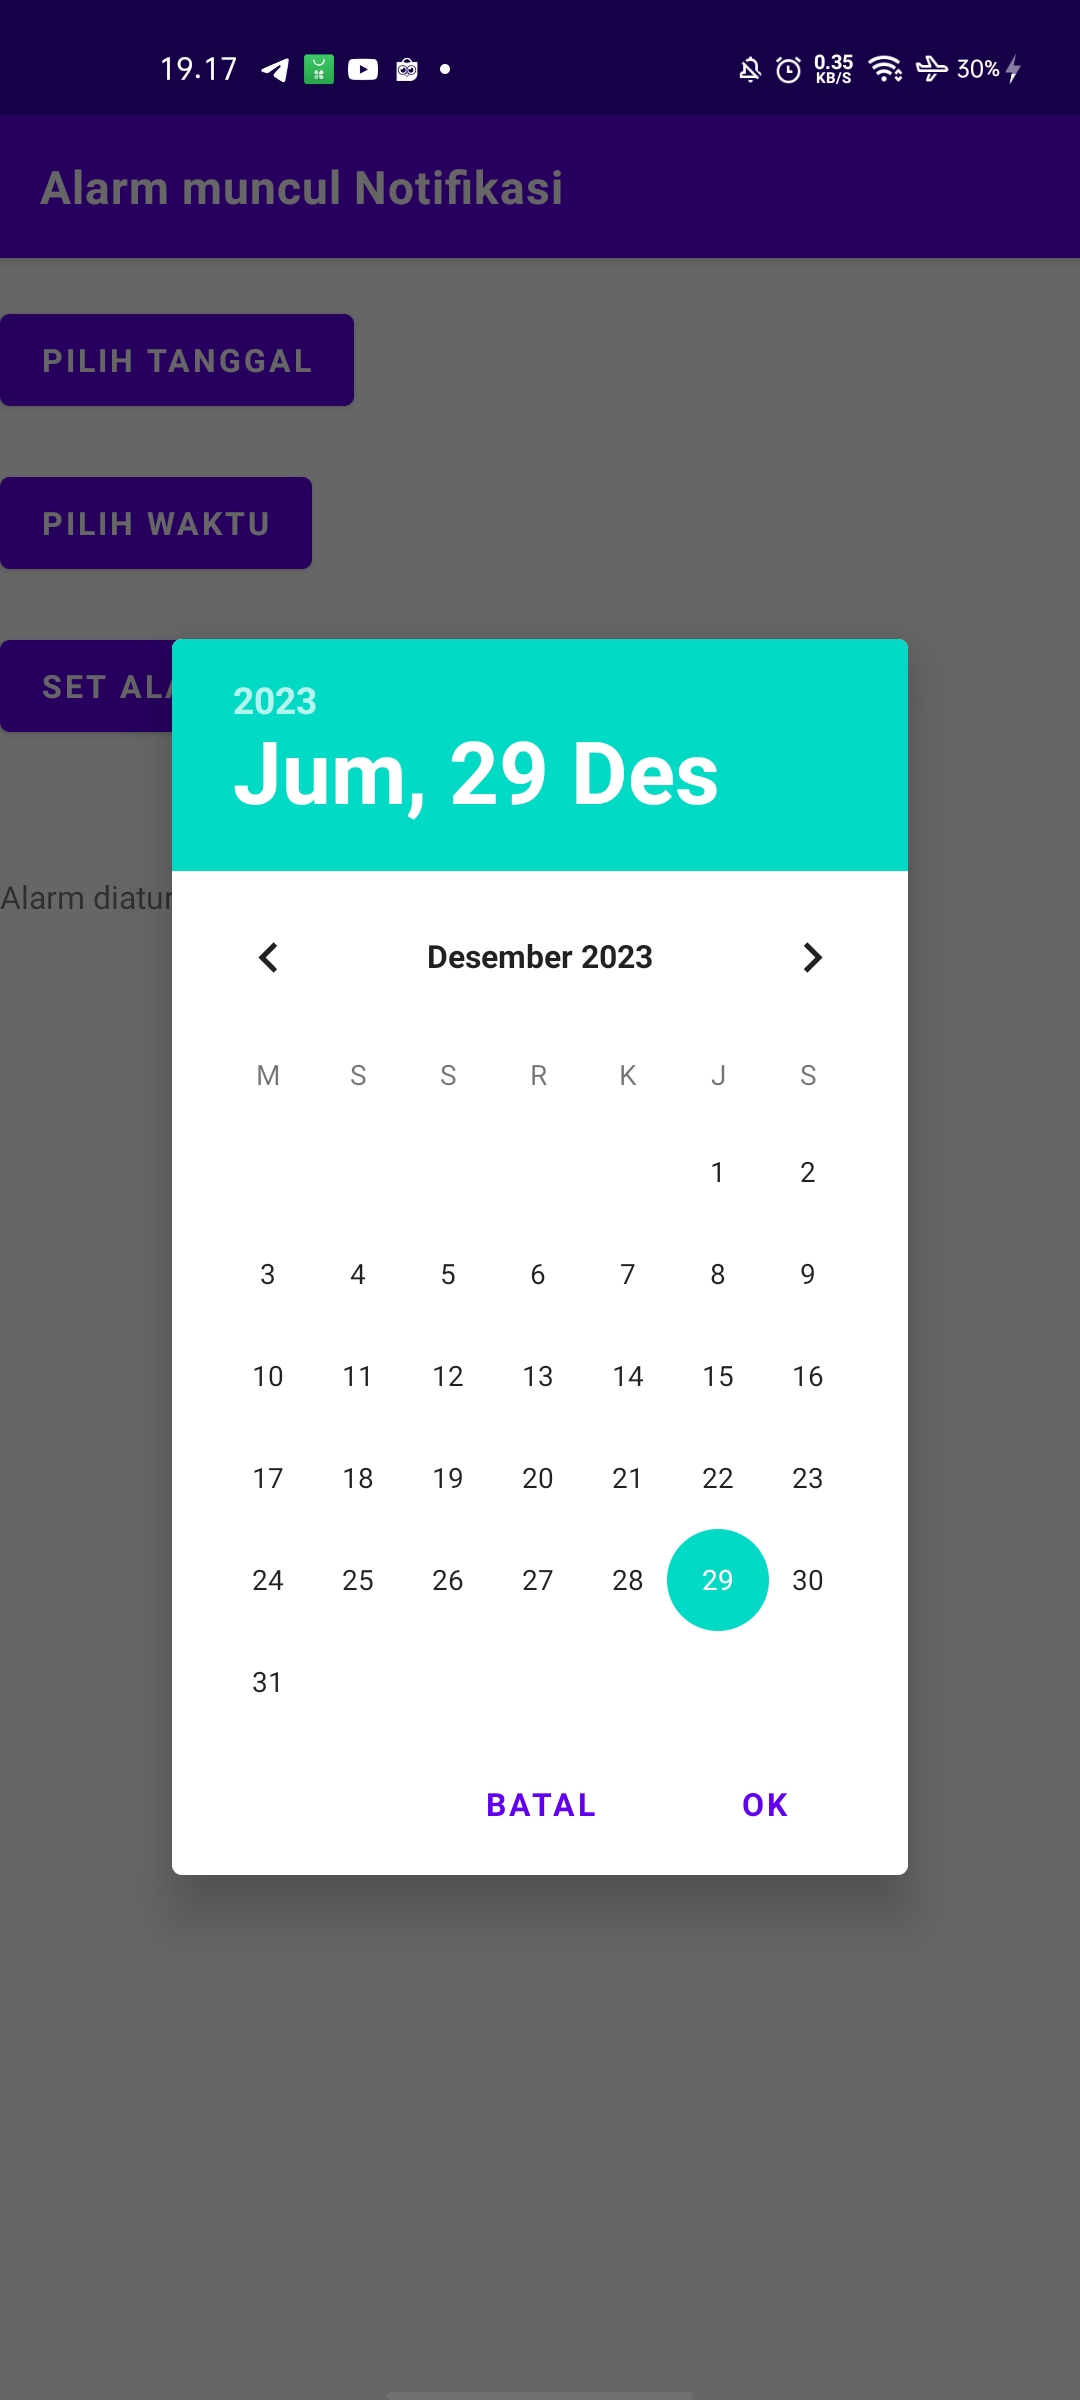 19.17
0.35
KB/S
30%
Alarm muncul Notifikasi
PILIH TANGGAL
PILIH WAKTU
SET ALA
2023
Jum, 29 Des
Alarm diatur
Desember 2023
M S S R K J S
1 2
3 4 5 6 7 8 9
10 11 12 13 14 15 16
17 18 19 20 21 22 23
24 25 26 27 28 29 30
31
BATAL OK